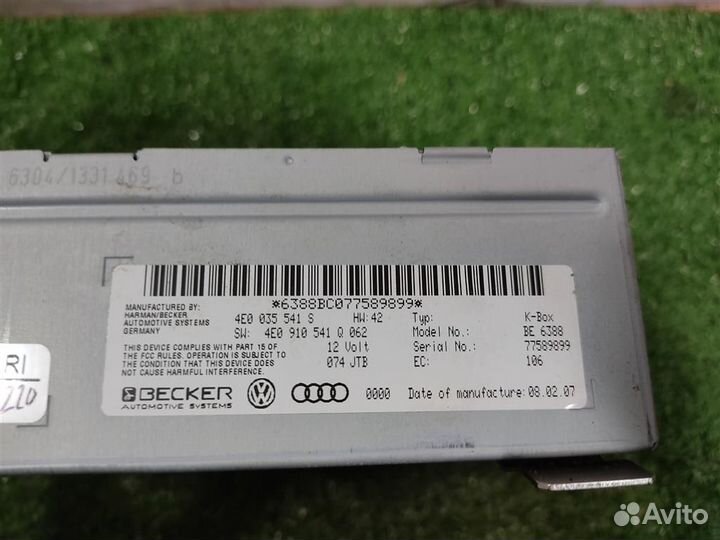 6304/1331469 b
*6388BC077589899*
MANUFACTURED BY:
HARMAN/BECKER
AUTOMOTIVE SYSTEMS
GERMANY
4E0 035 541 S HW: 42 Typ: K-Box
SW: 4E0 910 541 Q 062 Model No.: BE 6388
12 Volt Serial No.: 77589899
074 JTB EC: 106
THIS DEVICE COMPLIES WITH PART 15 OF
THE FCC RULES. OPERATION IS SUBJECT TO
THE CONDITION THAT THIS DEVICE DOES
NOT CAUSE HARMFUL INTERFERENCE.
BECKER
AUTOMOTIVE SYSTEMS
0000 Date of manufacture: 08.02.07
R1
220
Avito